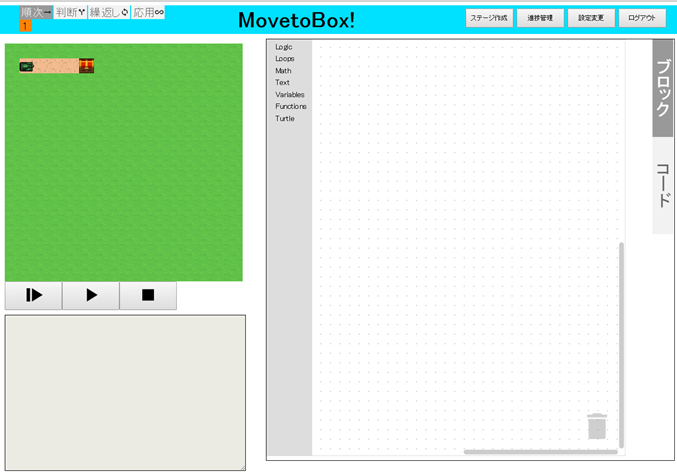 順次→ 判断 繰返し 応用∞
1
MovetoBox!
ステージ作成 進捗管理 設定変更 ログアウト
Logic
Loops
Math
Text
Variables
Functions
Turtle
ブロック
コード